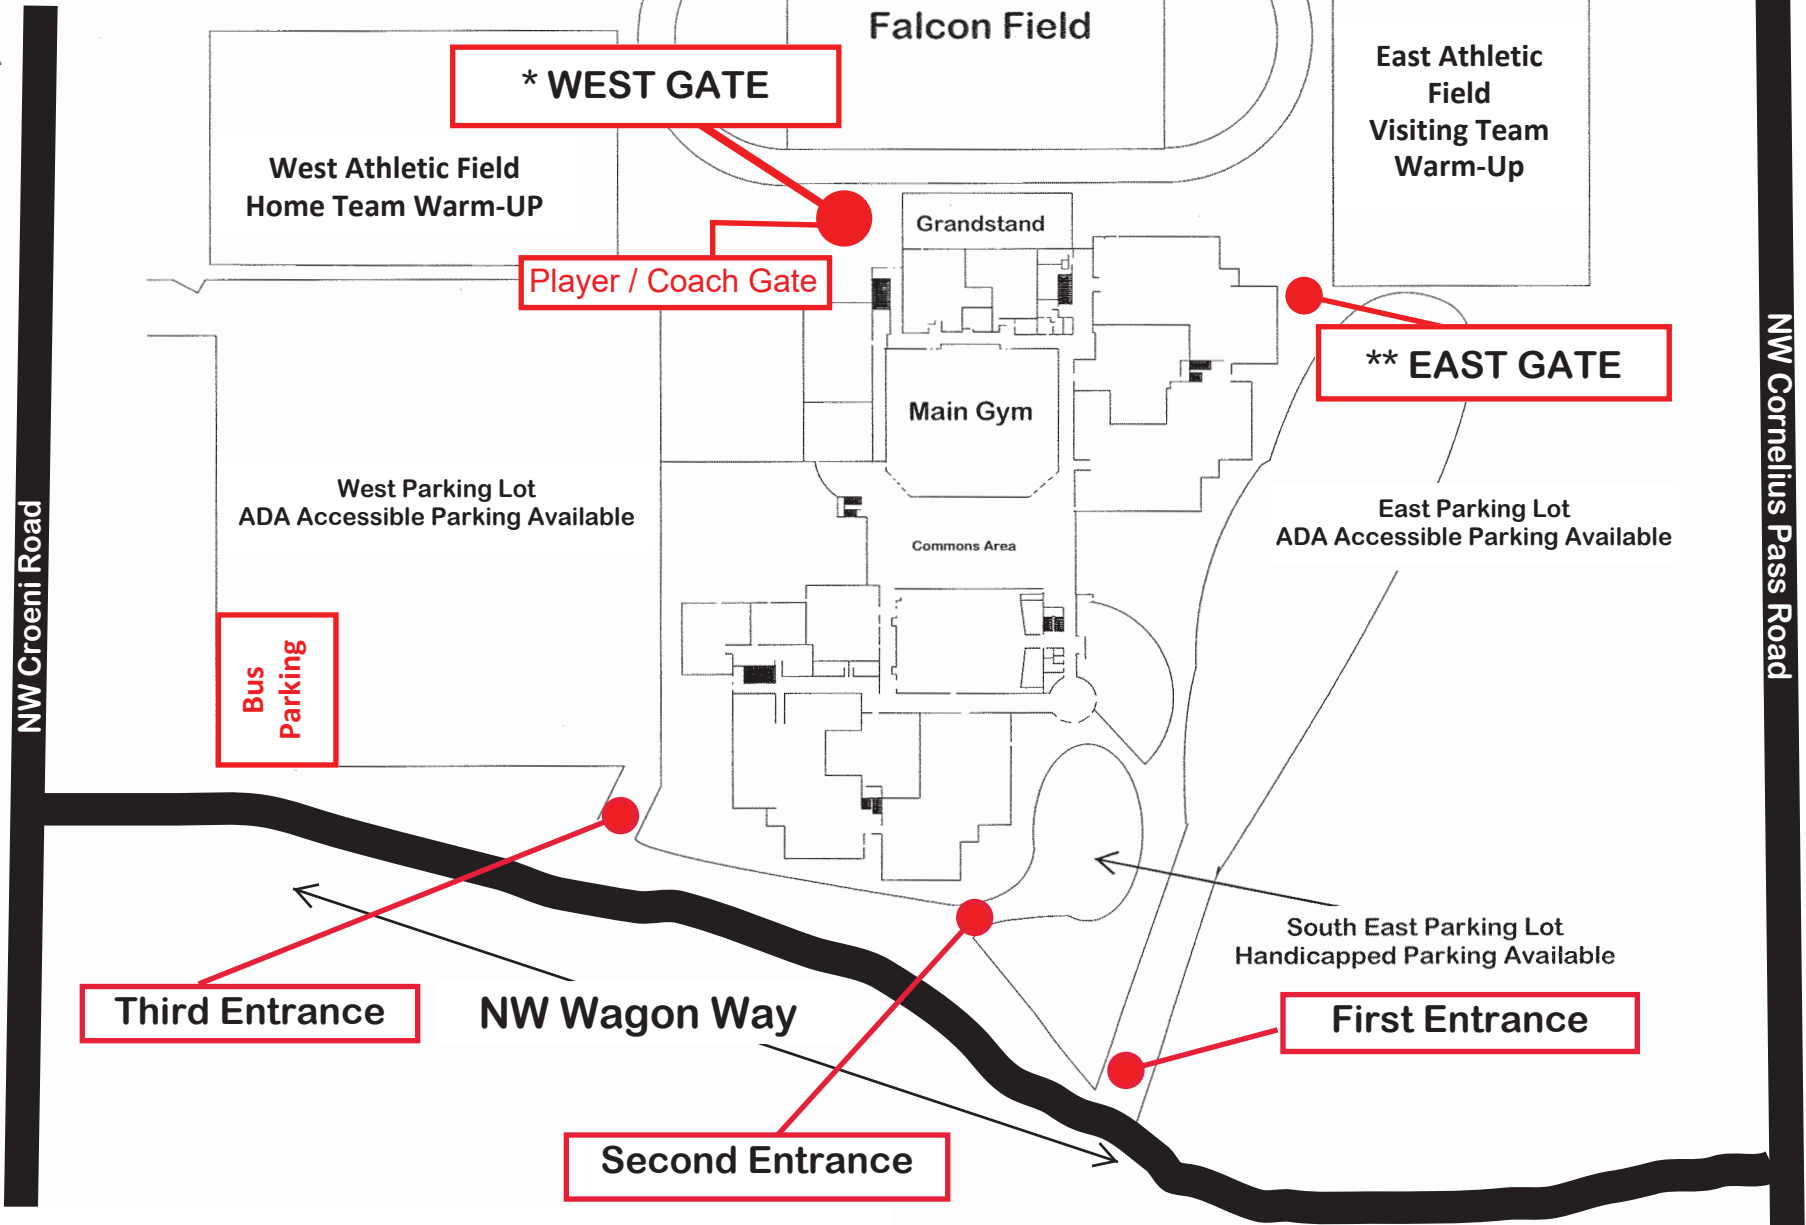 Falcon Field
* WEST GATE
East Athletic
Field
Visiting Team
Warm-Up
West Athletic Field
Home Team Warm-UP
Grandstand
Player / Coach Gate
** EAST GATE
Main Gym
NW Croeni Road
NW Cornelius Pass Road
West Parking Lot
ADA Accessible Parking Available
East Parking Lot
ADA Accessible Parking Available
Commons Area
Bus
Parking
South East Parking Lot
Handicapped Parking Available
Third Entrance
NW Wagon Way
First Entrance
Second Entrance